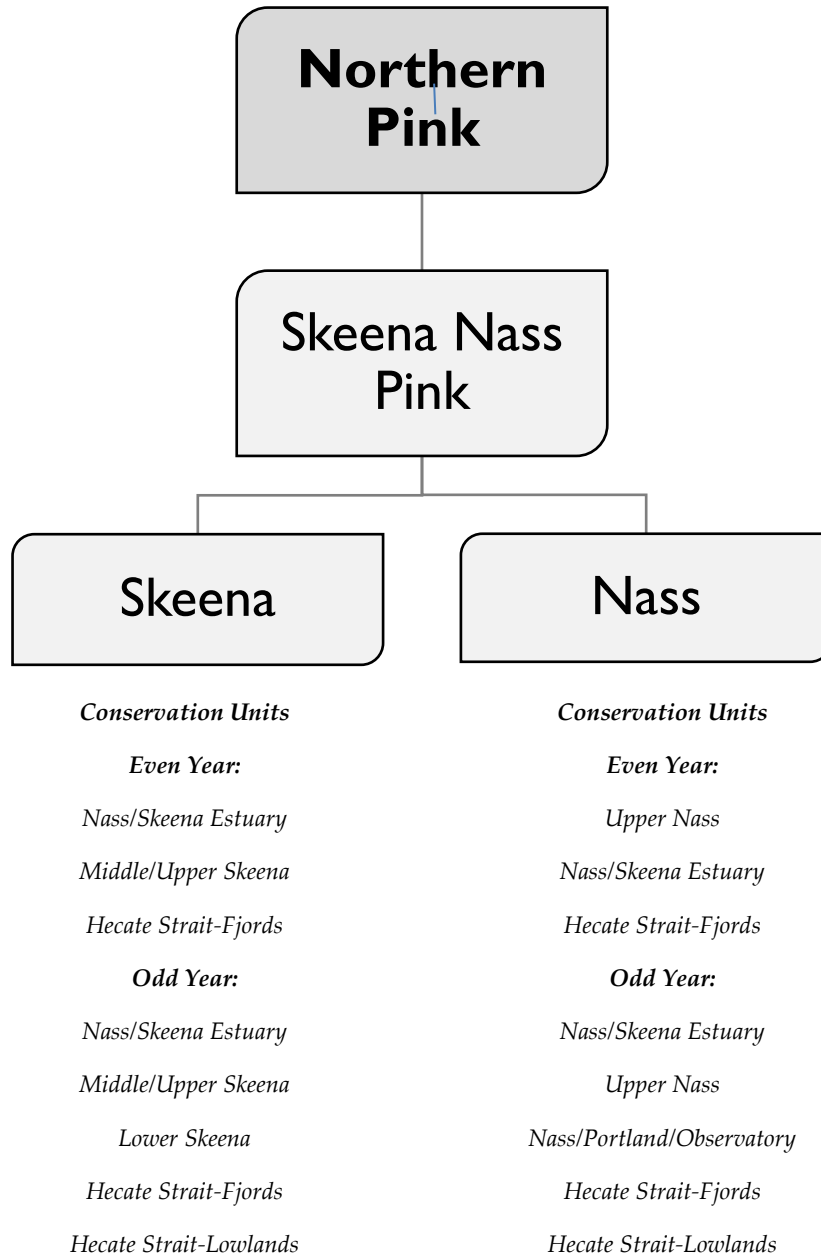 Northern
Pink
Skeena Nass
Pink
Skeena
Conservation Units
Even Year:
Nass/Skeena Estuary
Middle/Upper Skeena
Hecate Strait-Fjords
Odd Year:
Nass/Skeena Estuary
Middle/Upper Skeena
Lower Skeena
Hecate Strait-Fjords
Hecate Strait-Lowlands
Nass
Conservation Units
Even Year:
Upper Nass
Nass/Skeena Estuary
Hecate Strait-Fjords
Odd Year:
Nass/Skeena Estuary
Upper Nass
Nass/Portland/Observatory
Hecate Strait-Fjords
Hecate Strait-Lowlands